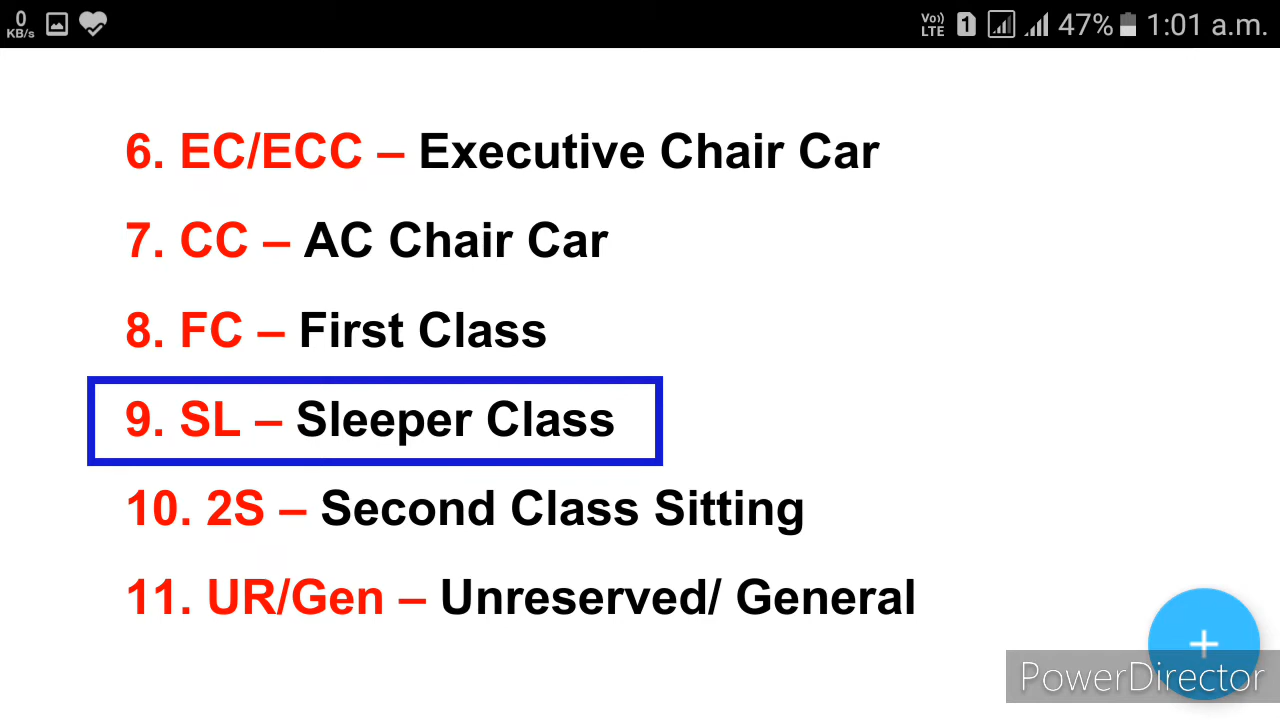 0
KB/s
Vo))
LTE
1
47%
1:01 a.m.
6. EC/ECC – Executive Chair Car
7. CC – AC Chair Car
8. FC – First Class
9. SL – Sleeper Class
10. 2S – Second Class Sitting
11. UR/Gen – Unreserved/ General
+
PowerDirector